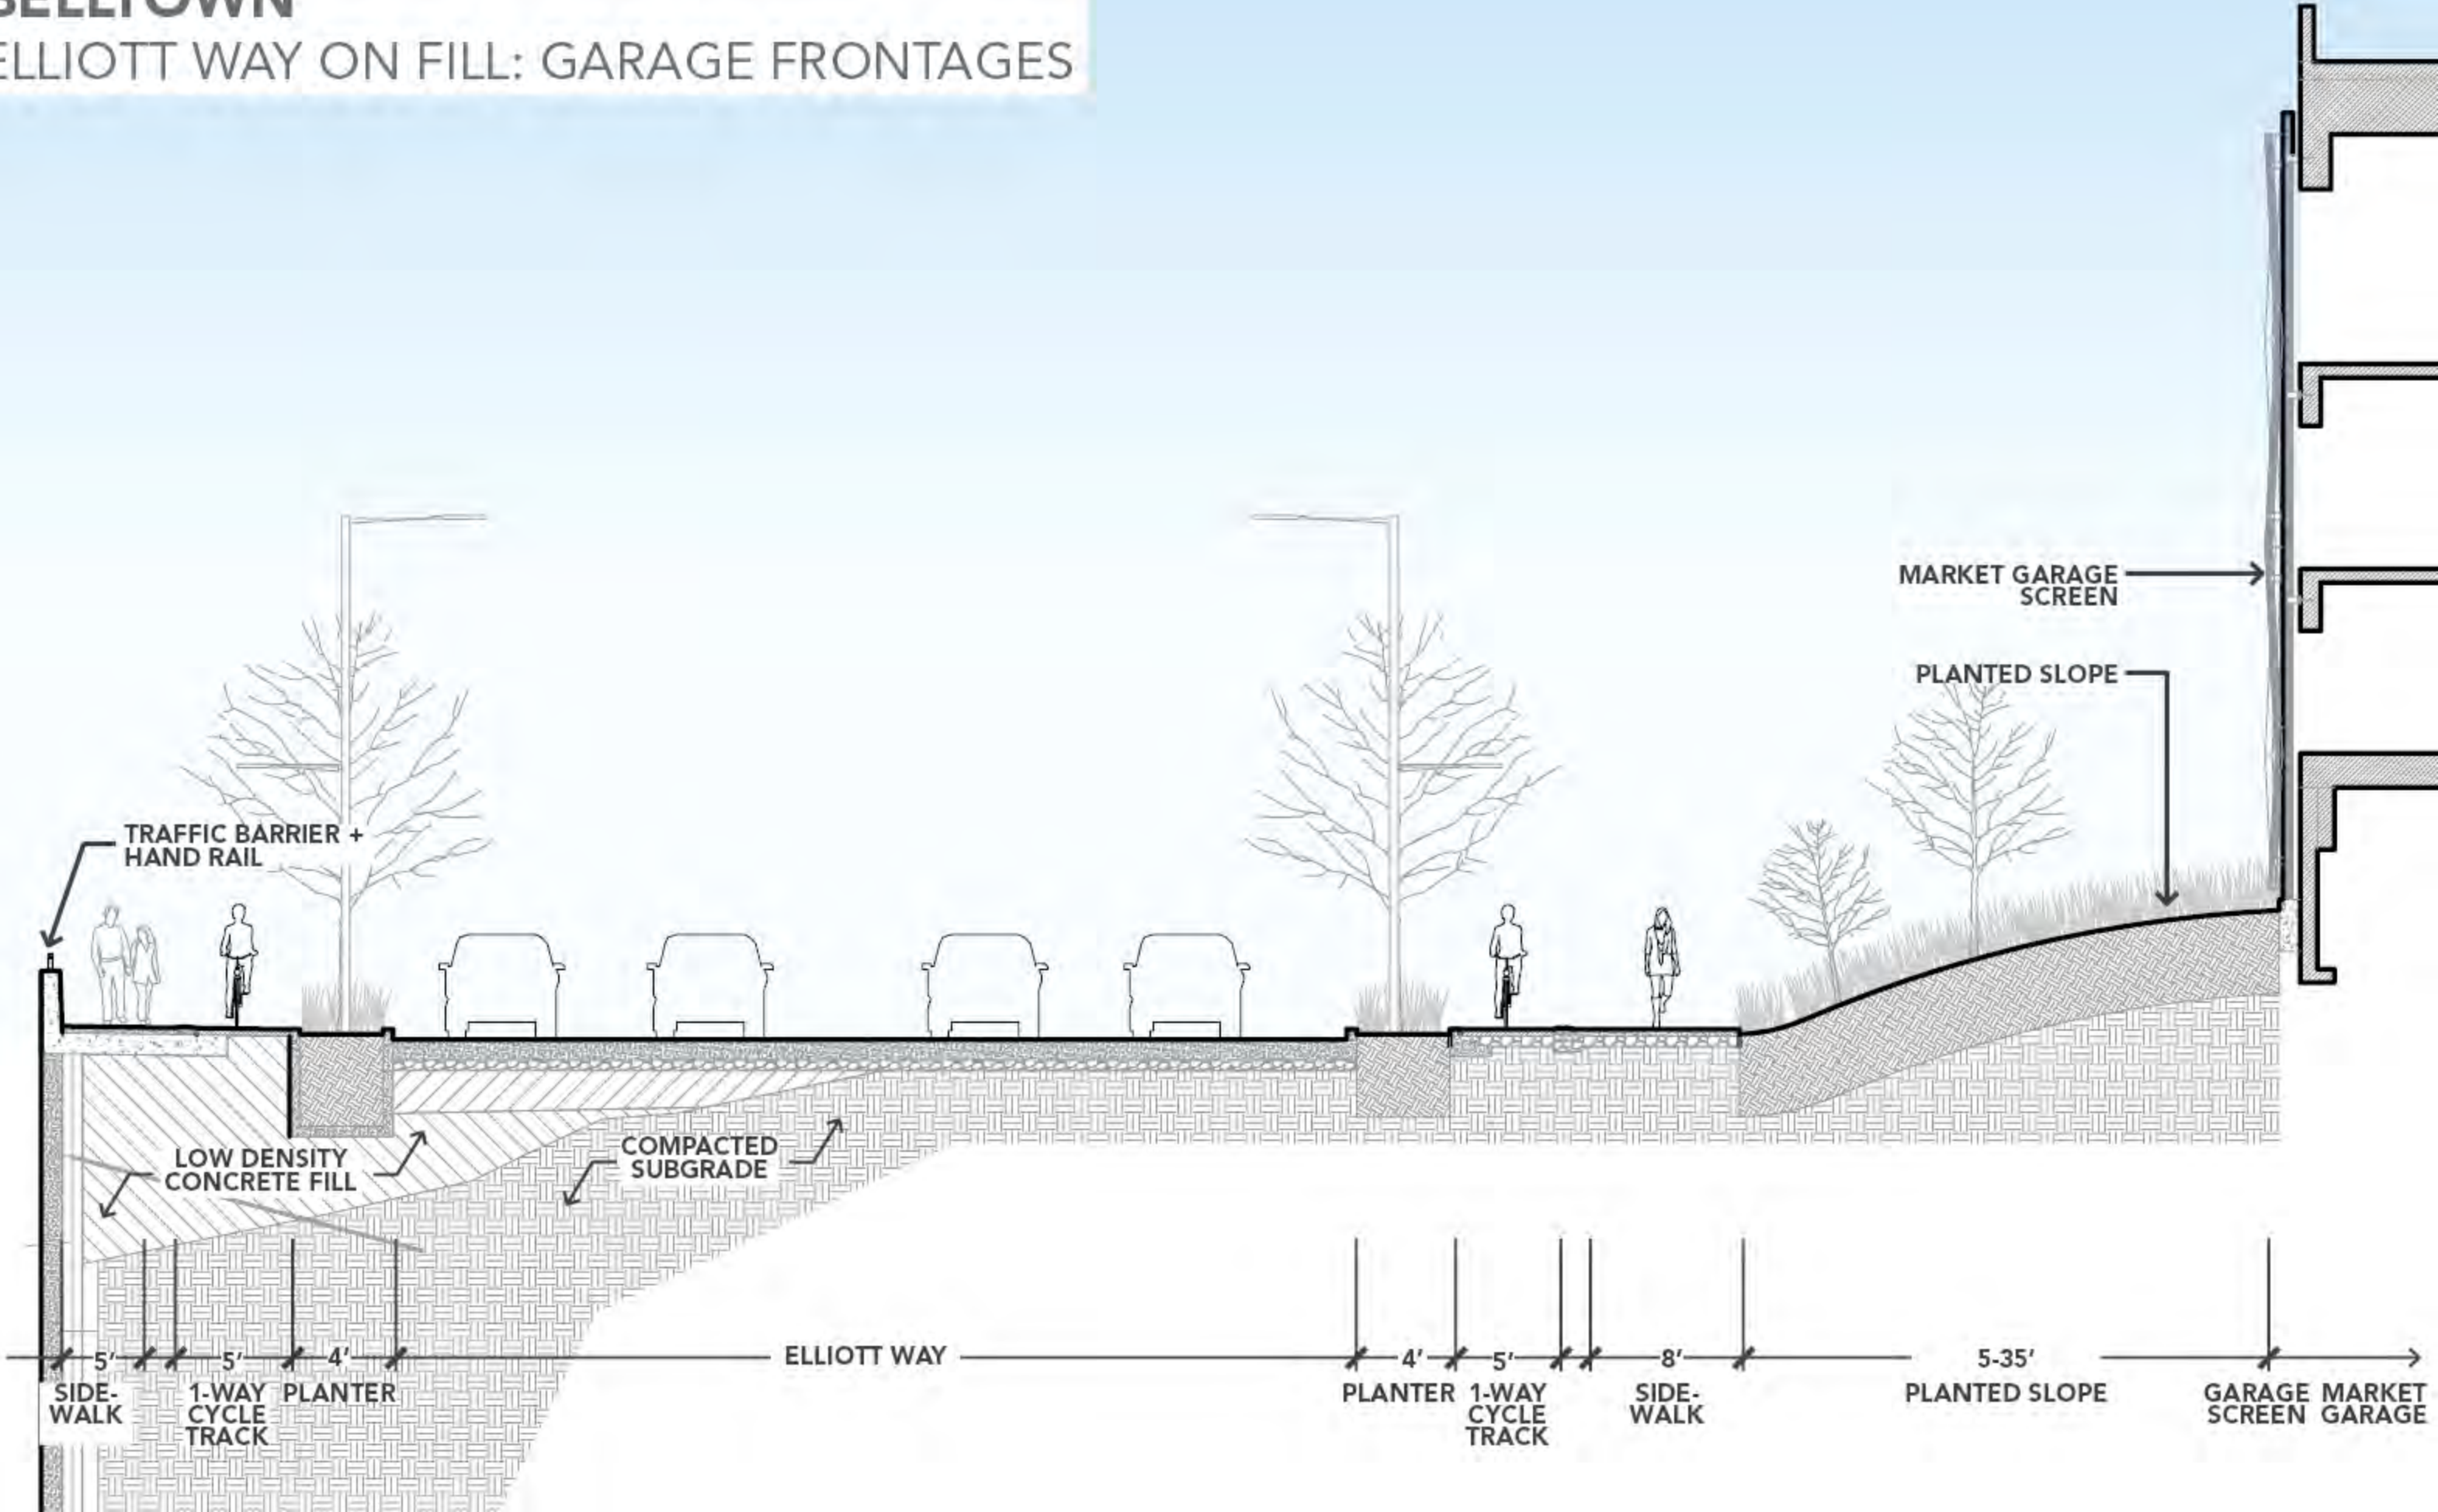 BELLTOWN
ELLIOTT WAY ON FILL: GARAGE FRONTAGES
MARKET GARAGE
SCREEN
PLANTED SLOPE
TRAFFIC BARRIER +
HAND RAIL
LOW DENSITY
CONCRETE FILL
COMPACTED
SUBGRADE
5' 5' 4' ELLIOTT WAY 4' 5' 8' 5-35'
SIDE-
WALK
1-WAY
CYCLE
TRACK
PLANTER
PLANTER
1-WAY
CYCLE
TRACK
SIDE-
WALK
PLANTED SLOPE
GARAGE
SCREEN
MARKET
GARAGE